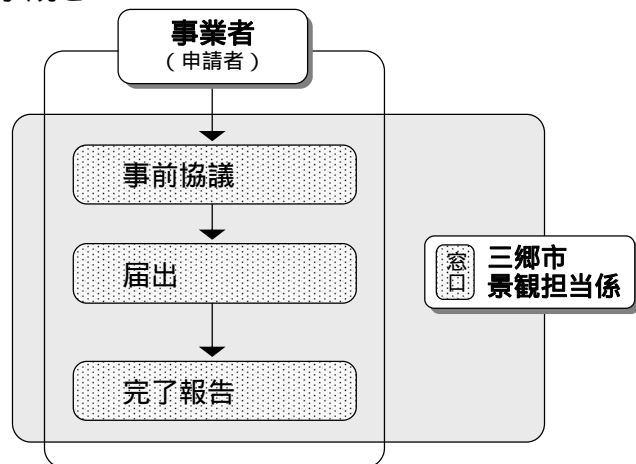 事業者
（申請者）
事前協議
届出
完了報告
窓口
三郷市
景観担当係